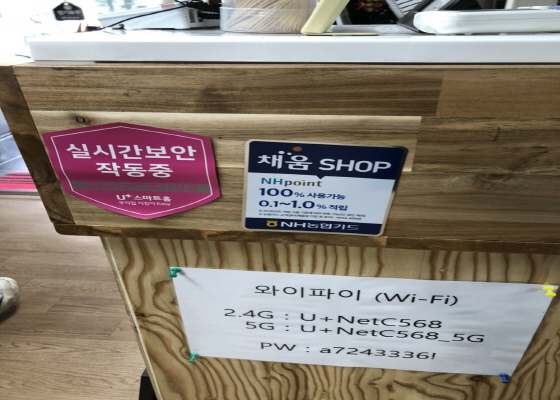 실시간보안
작동중
U+스마트홈
채움 SHOP
NHpoint
100% 사용가능
0.1~1.0% 적립
NH농협카드
와이파이 (Wi-Fi)
2.4G : U+NetC568
5G : U+NetC568_5G
PW : a7243336!